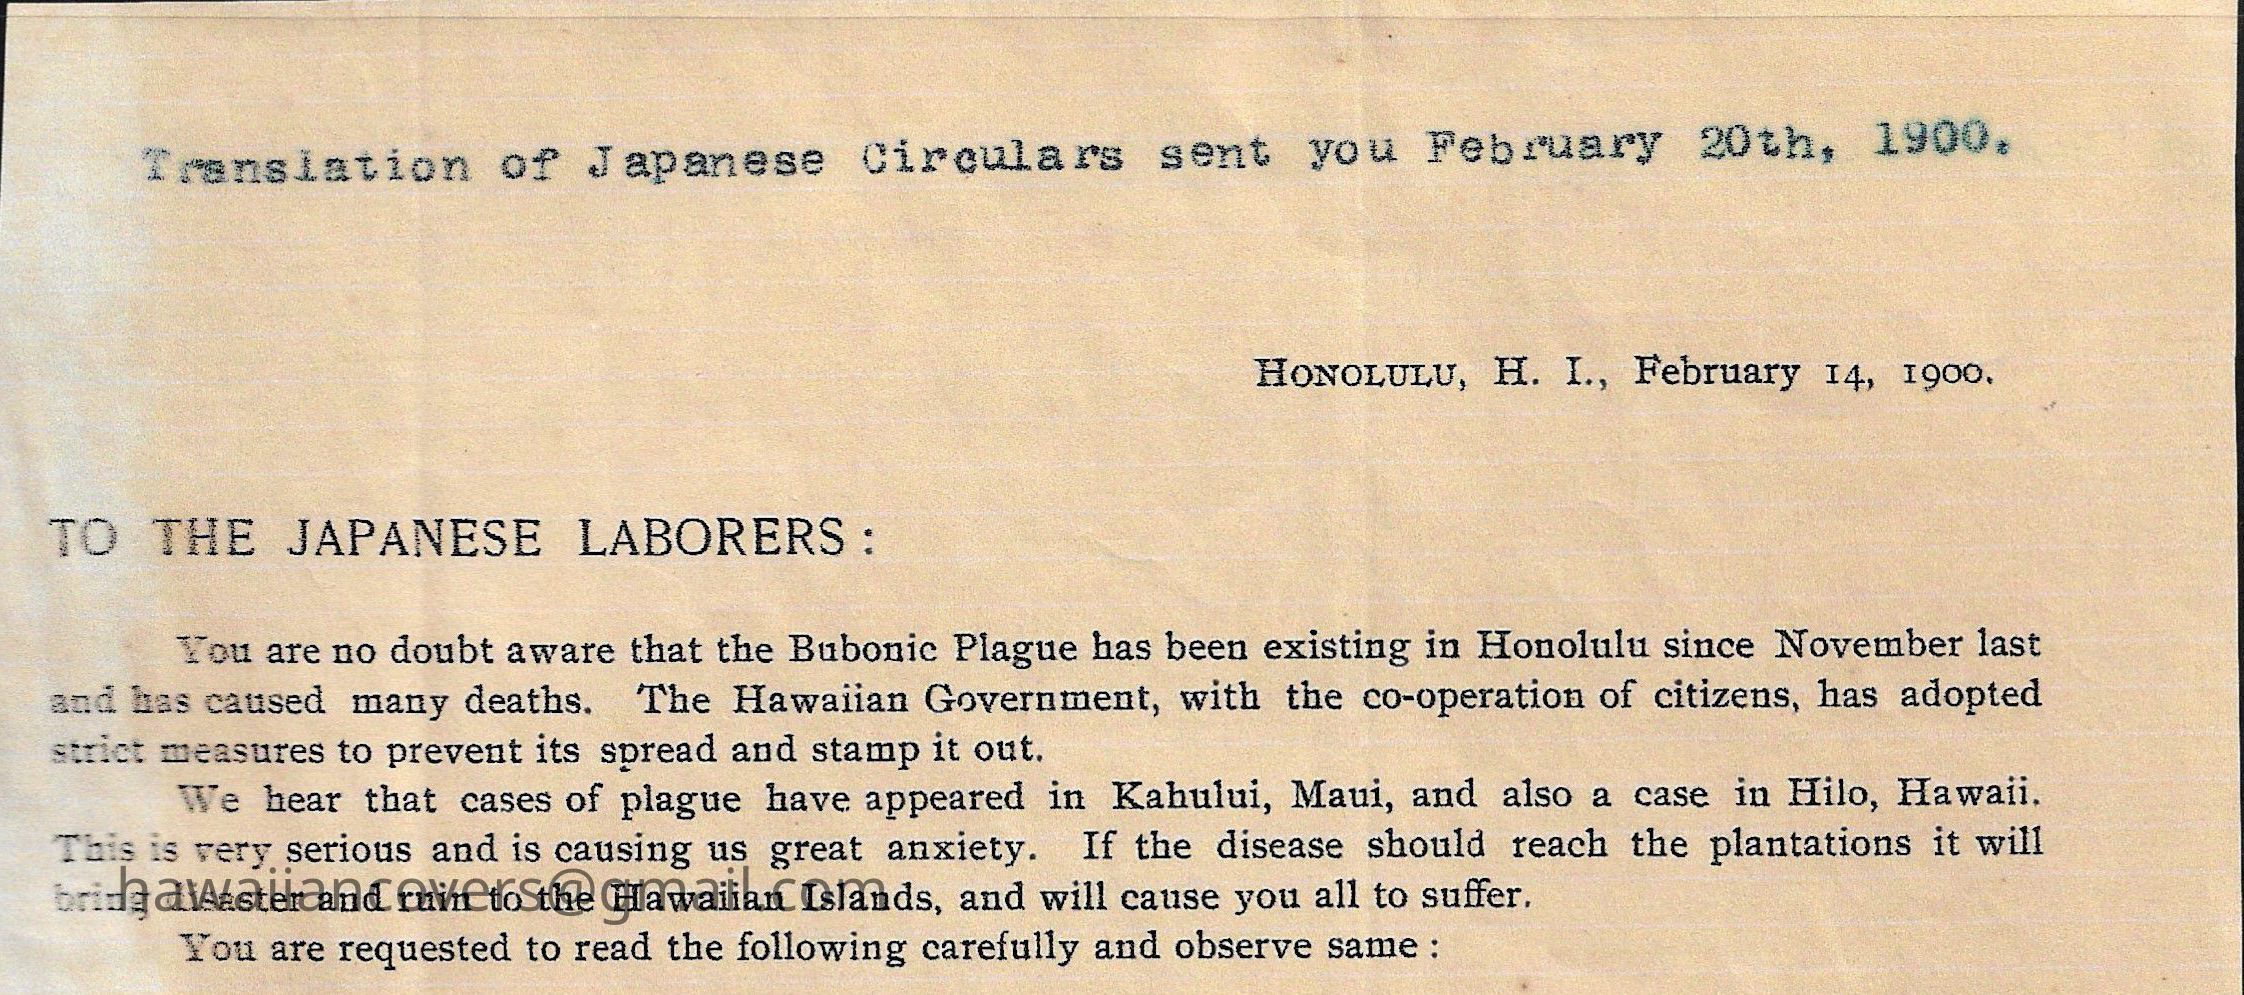 Translation of Japanese Circulars sent you February 20th, 1900.
HONOLULU, H. I., February 14, 1900.
TO THE JAPANESE LABORERS:
You are no doubt aware that the Bubonic Plague has been existing in Honolulu since November last
and has caused many deaths. The Hawaiian Government, with the co-operation of citizens, has adopted
strict measures to prevent its spread and stamp it out.
We hear that cases of plague have appeared in Kahului, Maui, and also a case in Hilo, Hawaii.
This is very serious and is causing us great anxiety. If the disease should reach the plantations it will
bring disaster and ruin to the Hawaiian Islands, and will cause you all to suffer.
hawaiiancovers@gmail.com
You are requested to read the following carefully and observe same: